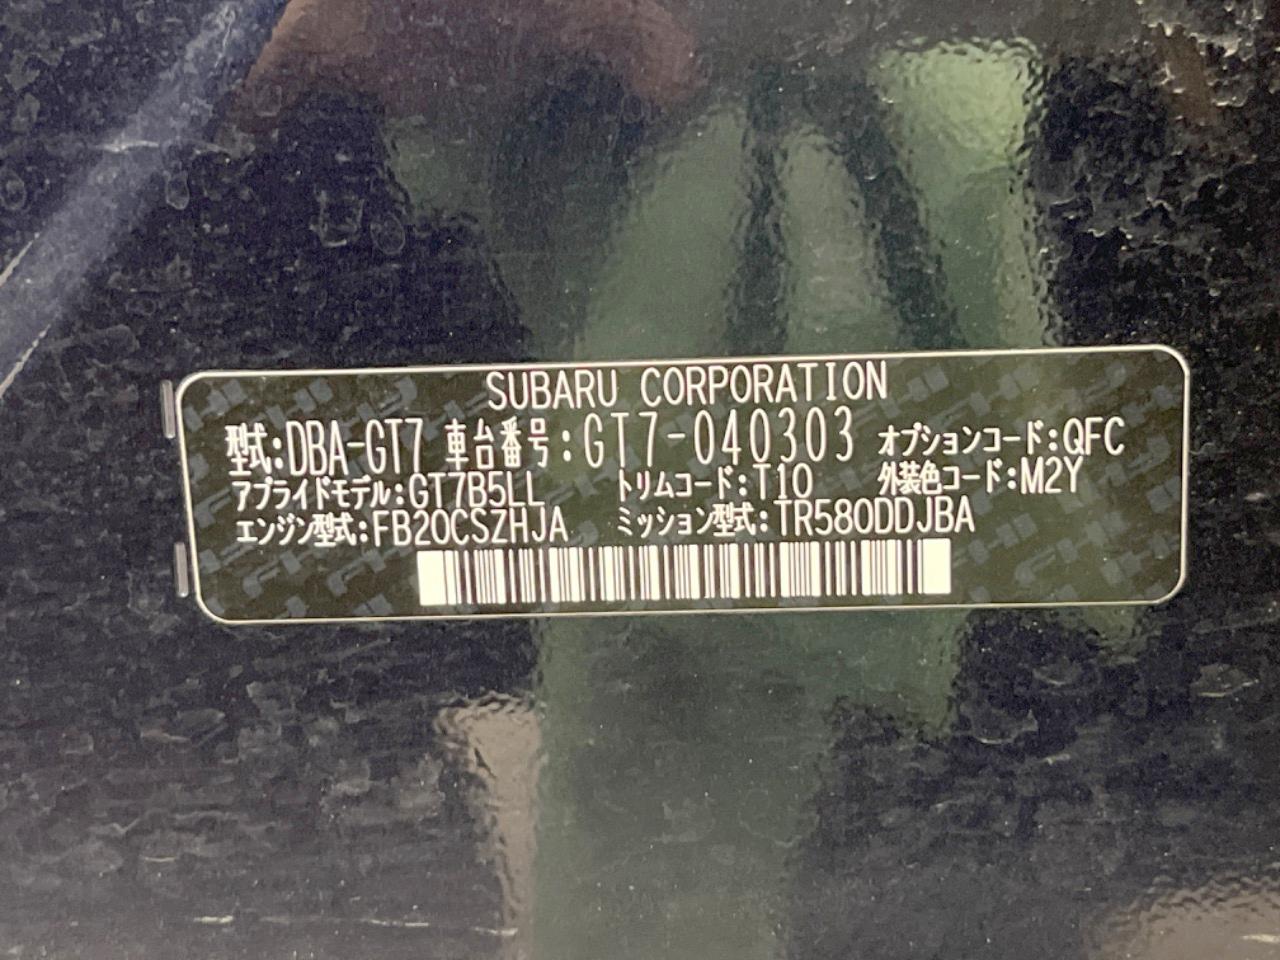 SUBARU CORPORATION
型式:DBA-GT7 車台番号:GT7-040303 オプションコード:QFC
アプライドモデル:GT7B5LL トリムコード:T10 外装色コード:M2Y
エンジン型式:FB20CSZHJA ミッション型式:TR580DDJBA